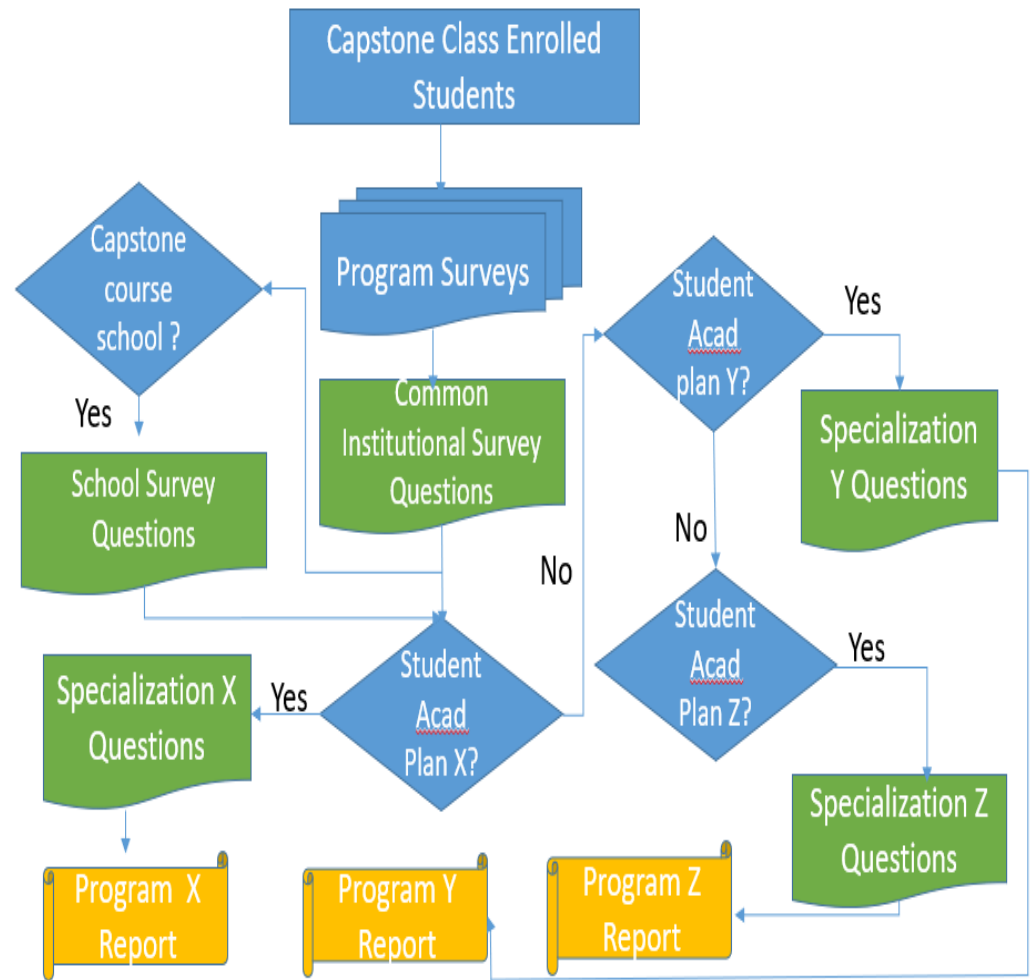 Capstone Class Enrolled
Students
Capstone
course
school ?
Program Surveys
Student
Acad
plan Y?
Yes
Yes
Common
Institutional Survey
Questions
Specialization
Y Questions
School Survey
Questions
No
No
Student
Acad
Plan Z?
Yes
Specialization X
Questions
Yes
Student
Acad
Plan X?
Specialization Z
Questions
Program  X
Report
Program Y
Report
Program Z
Report